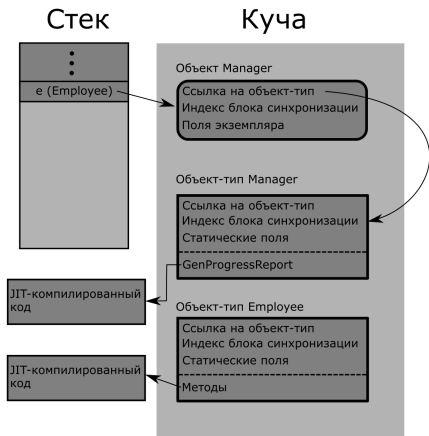 Стек
Куча
Объект Manager
e (Employee)
Ссылка на объект-тип
Индекс блока синхронизации
Поля экземпляра
Объект-тип Manager
Ссылка на объект-тип
Индекс блока синхронизации
Статические поля
GenProgressReport
JIT-компилированный
код
Объект-тип Employee
Ссылка на объект-тип
Индекс блока синхронизации
Статические поля
Методы
JIT-компилированный
код